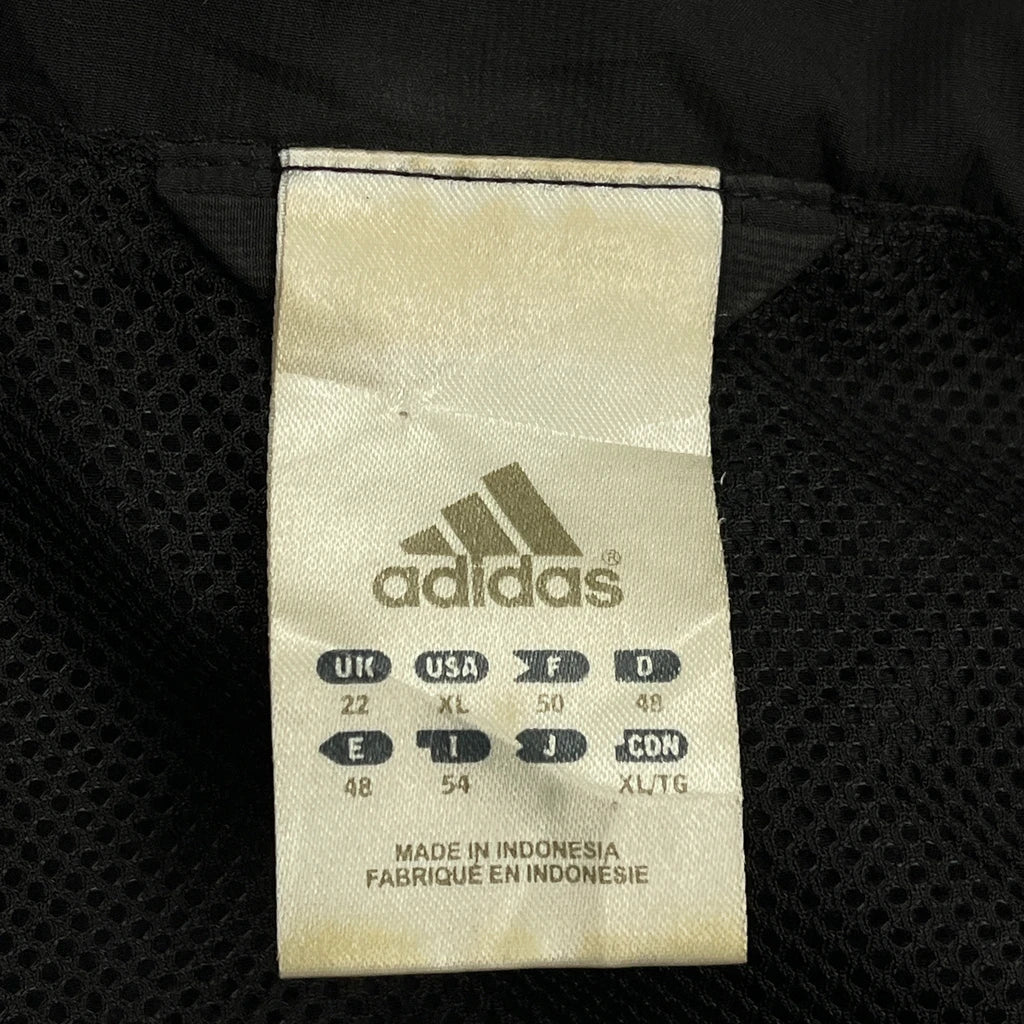 adidas®
UK USA F D
22 XL 50 48
E I J CDN
48 54 XL/TG
MADE IN INDONESIA
FABRIQUÉ EN INDONESIE